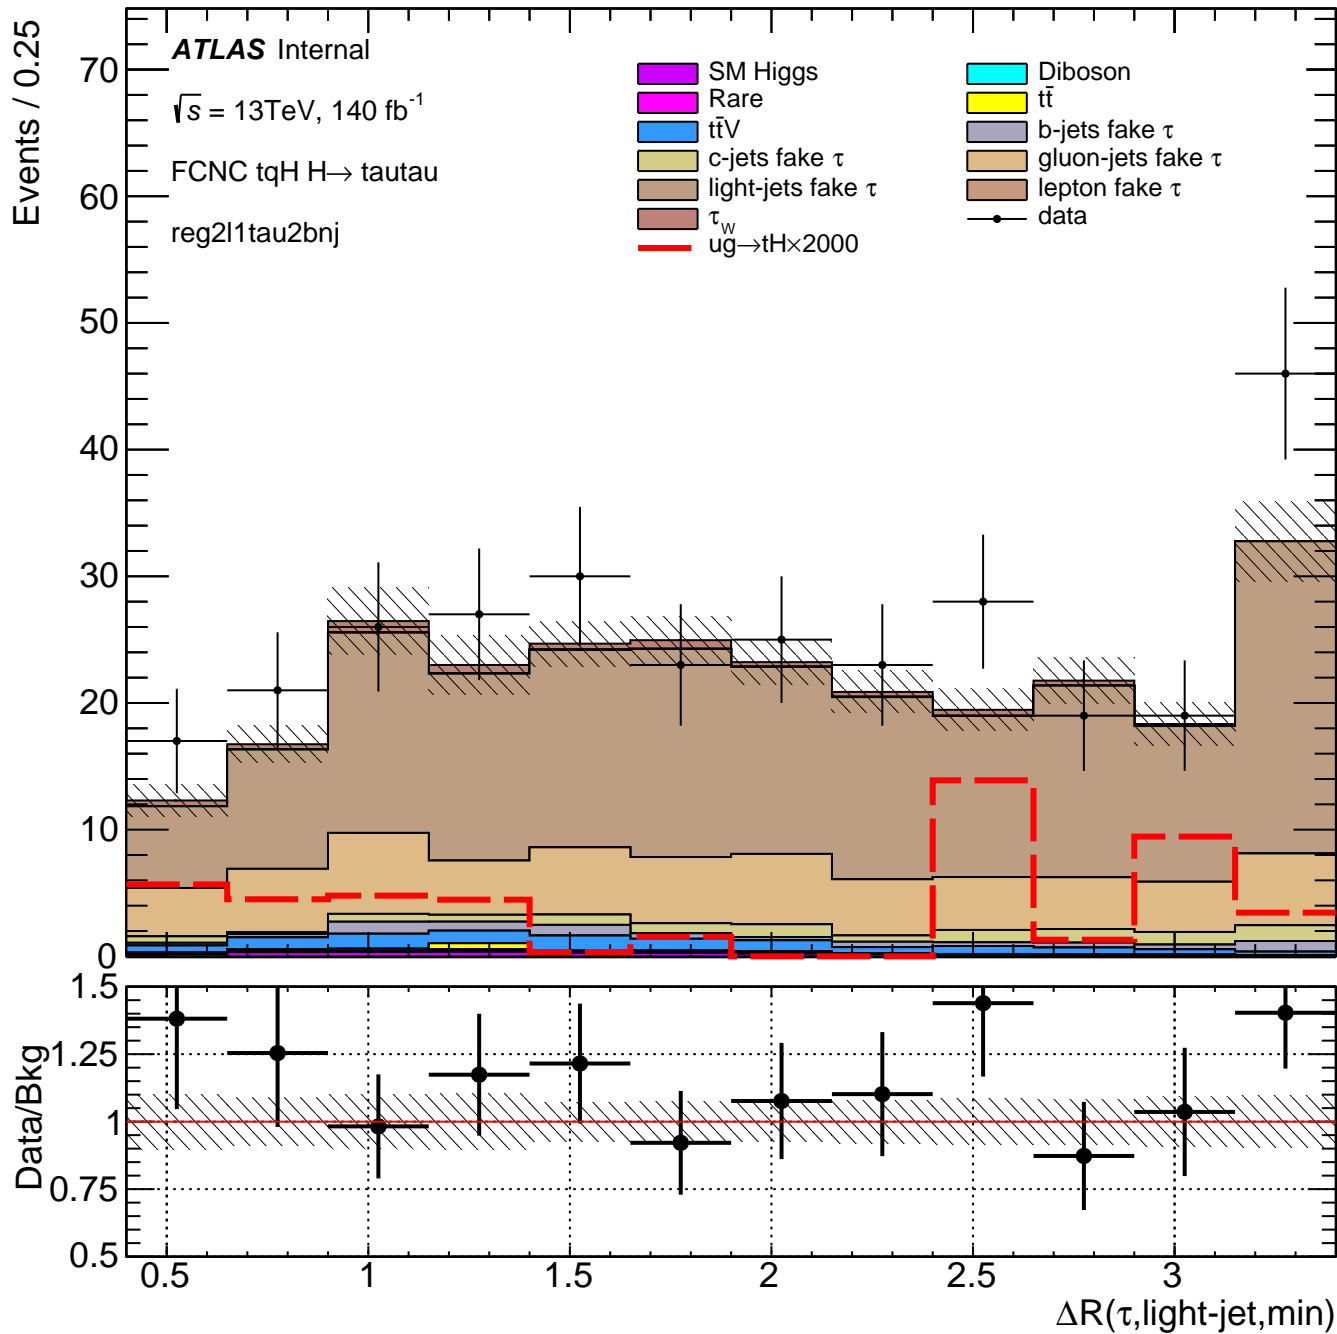 Events / 0.25
70
60
50
40
30
20
10
0
ATLAS Internal
√s = 13TeV, 140 fb⁻¹
FCNC tqH H→ tautau
reg2l1tau2bnj
SM Higgs
Rare
tt̄V
c-jets fake τ
light-jets fake τ
τ_W
ug→tH×2000
Diboson
tt̄
b-jets fake τ
gluon-jets fake τ
lepton fake τ
data
Data/Bkg
1.5
1.25
1
0.75
0.5
0.5 1 1.5 2 2.5 3
ΔR(τ,light-jet,min)